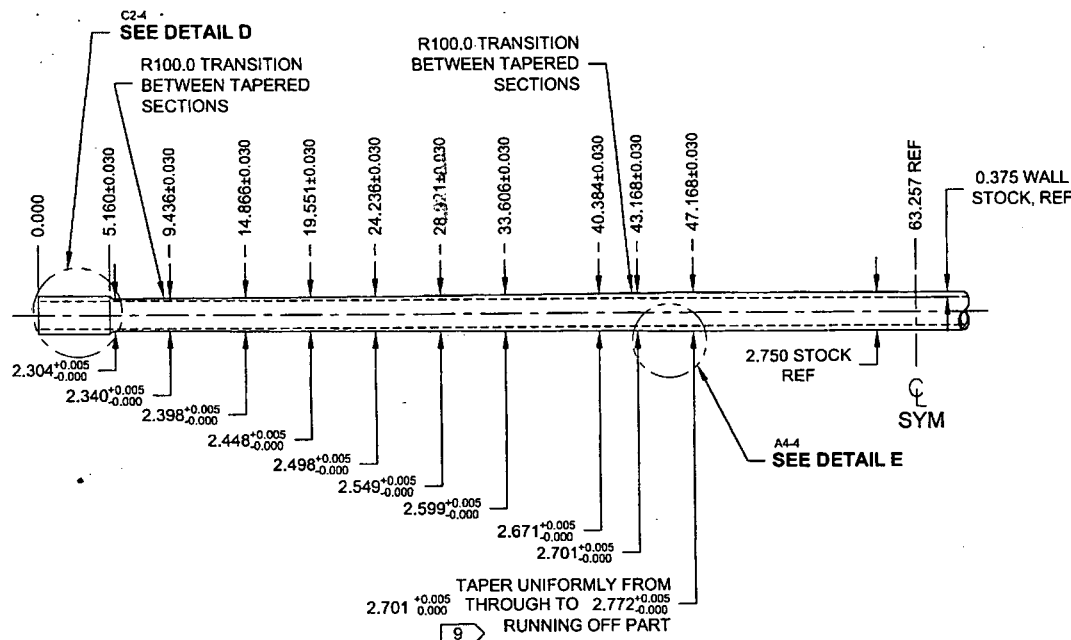 C2-4
SEE DETAIL D
R100.0 TRANSITION
BETWEEN TAPERED
SECTIONS
R100.0 TRANSITION
BETWEEN TAPERED
SECTIONS
0.000
5.160±0.030
9.436±0.030
14.866±0.030
19.551±0.030
24.236±0.030
28.921±0.030
33.606±0.030
40.384±0.030
43.168±0.030
47.168±0.030
63.257 REF
0.375 WALL
STOCK, REF
2.304 +0.005 -0.000
2.340 +0.005 -0.000
2.398 +0.005 -0.000
2.448 +0.005 -0.000
2.498 +0.005 -0.000
2.549 +0.005 -0.000
2.599 +0.005 -0.000
2.671 +0.005 -0.000
2.701 +0.005 -0.000
2.750 STOCK
REF
CL
SYM
A4-4
SEE DETAIL E
TAPER UNIFORMLY FROM
2.701 +0.005 0.000 THROUGH TO 2.772 +0.005 -0.000
RUNNING OFF PART
9